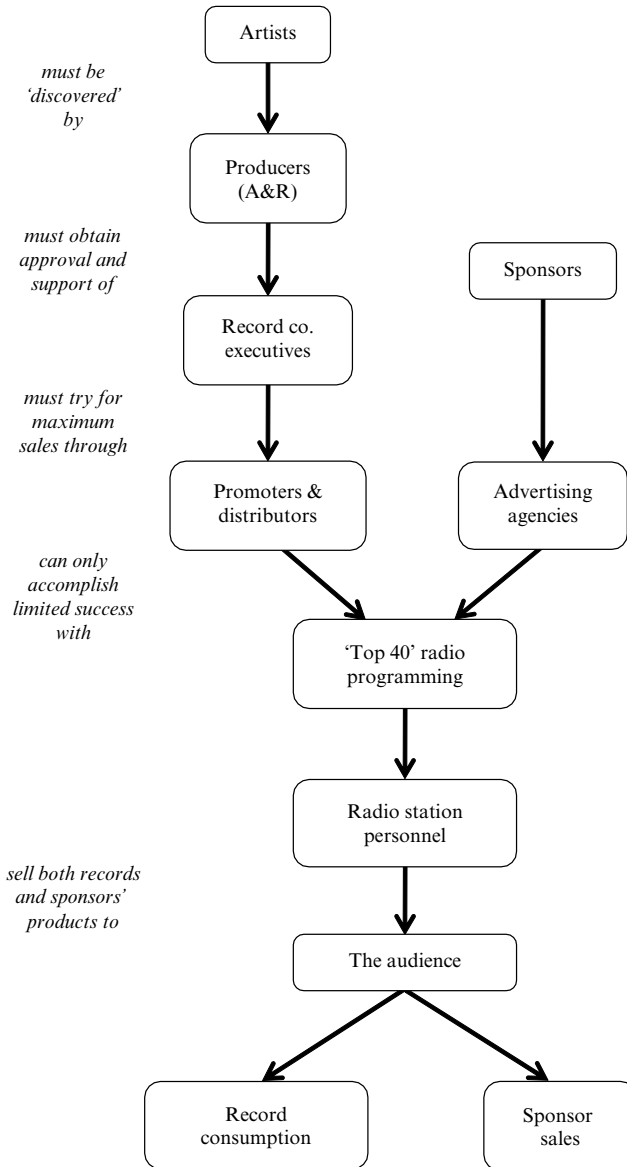 Artists
must be
‘discovered’
by
Producers
(A&R)
must obtain
approval and
support of
Sponsors
Record co.
executives
must try for
maximum
sales through
Promoters &
distributors
Advertising
agencies
can only
accomplish
limited success
with
‘Top 40’ radio
programming
Radio station
personnel
sell both records
and sponsors’
products to
The audience
Record
consumption
Sponsor
sales